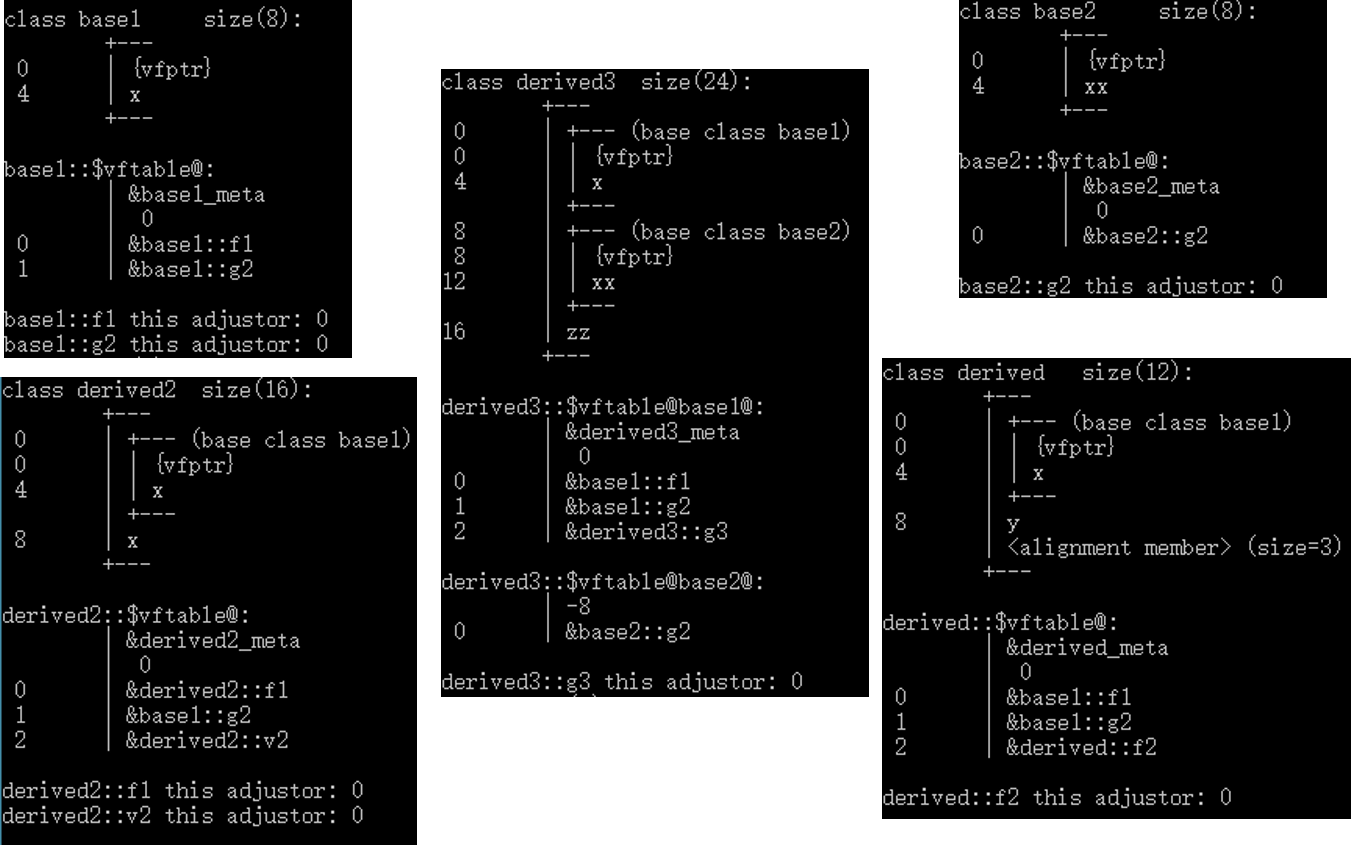 class base1     size(8):
        +---
 0      | {vfptr}
 4      | x
        +---
base1::$vftable@:
        | &base1_meta
        |  0
 0      | &base1::f1
 1      | &base1::g2
base1::f1 this adjustor: 0
base1::g2 this adjustor: 0
class derived2  size(16):
        +---
 0      | +--- (base class base1)
 0      | | {vfptr}
 4      | | x
        | +---
 8      | x
        +---
derived2::$vftable@:
        | &derived2_meta
        |  0
 0      | &derived2::f1
 1      | &base1::g2
 2      | &derived2::v2
derived2::f1 this adjustor: 0
derived2::v2 this adjustor: 0
class derived3  size(24):
        +---
 0      | +--- (base class base1)
 0      | | {vfptr}
 4      | | x
        | +---
 8      | +--- (base class base2)
 8      | | {vfptr}
12      | | xx
        | +---
16      | zz
        +---
derived3::$vftable@base1@:
        | &derived3_meta
        |  0
 0      | &base1::f1
 1      | &base1::g2
 2      | &derived3::g3
derived3::$vftable@base2@:
        | -8
 0      | &base2::g2
derived3::g3 this adjustor: 0
class base2     size(8):
        +---
 0      | {vfptr}
 4      | xx
        +---
base2::$vftable@:
        | &base2_meta
        |  0
 0      | &base2::g2
base2::g2 this adjustor: 0
class derived   size(12):
        +---
 0      | +--- (base class base1)
 0      | | {vfptr}
 4      | | x
        | +---
 8      | y
        | <alignment member> (size=3)
        +---
derived::$vftable@:
        | &derived_meta
        |  0
 0      | &base1::f1
 1      | &base1::g2
 2      | &derived::f2
derived::f2 this adjustor: 0